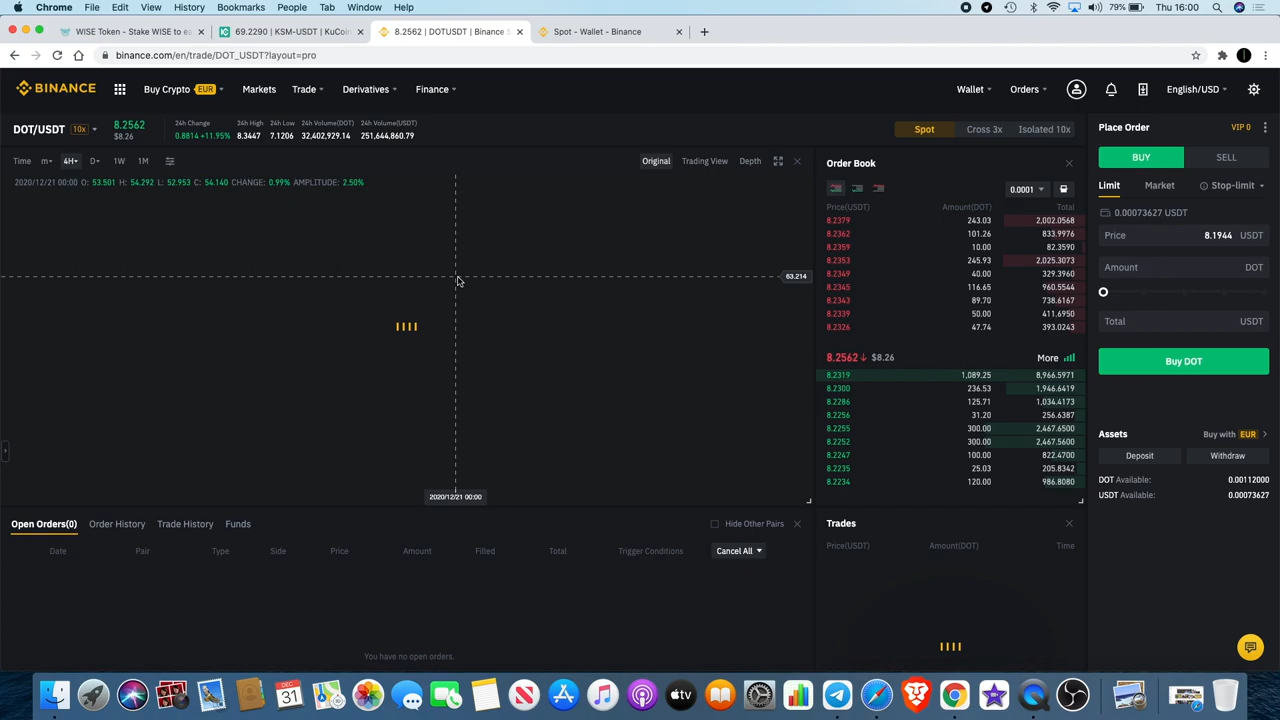 Chrome File Edit View History Bookmarks People Tab Window Help 79% Thu 16:00
WISE Token - Stake WISE to ea × 69.2290 | KSM-USDT | KuCoin × 8.2562 | DOTUSDT | Binance S × Spot - Wallet - Binance × +
binance.com/en/trade/DOT_USDT?layout=pro
BINANCE Buy Crypto EUR Markets Trade Derivatives Finance Wallet Orders English/USD
DOT/USDT 10x 8.2562 $8.26
24h Change 24h High 24h Low 24h Volume(DOT) 24h Volume(USDT)
0.8814 +11.95% 8.3447 7.1206 32,402,929.14 251,644,860.79
Spot Cross 3x Isolated 10x
Time m 4H D 1W 1M Original Trading View Depth
2020/12/21 00:00 O: 53.501 H: 54.292 L: 52.953 C: 54.140 CHANGE: 0.99% AMPLITUDE: 2.50%
63.214
2020/12/21 00:00
Order Book
0.0001
Price(USDT) Amount(DOT) Total
8.2379 243.03 2,002.0568
8.2362 101.26 833.9976
8.2359 10.00 82.3590
8.2353 245.93 2,025.3073
8.2349 40.00 329.3960
8.2345 116.65 960.5544
8.2343 89.70 738.6167
8.2339 50.00 411.6950
8.2326 47.74 393.0243
8.2562↓ $8.26 More
8.2319 1,089.25 8,966.5971
8.2300 236.53 1,946.6419
8.2286 125.71 1,034.4173
8.2256 31.20 256.6387
8.2255 300.00 2,467.6500
8.2252 300.00 2,467.5600
8.2247 100.00 822.4700
8.2235 25.03 205.8342
8.2234 120.00 986.8080
Place Order VIP 0
BUY SELL
Limit Market Stop-limit
0.00073627 USDT
Price 8.1944 USDT
Amount DOT
Total USDT
Buy DOT
Assets Buy with EUR
Deposit Withdraw
DOT Available: 0.00112000
USDT Available: 0.00073627
Open Orders(0) Order History Trade History Funds Hide Other Pairs
Date Pair Type Side Price Amount Filled Total Trigger Conditions Cancel All
You have no open orders.
Trades
Price(USDT) Amount(DOT) Time
DEC
31
tv